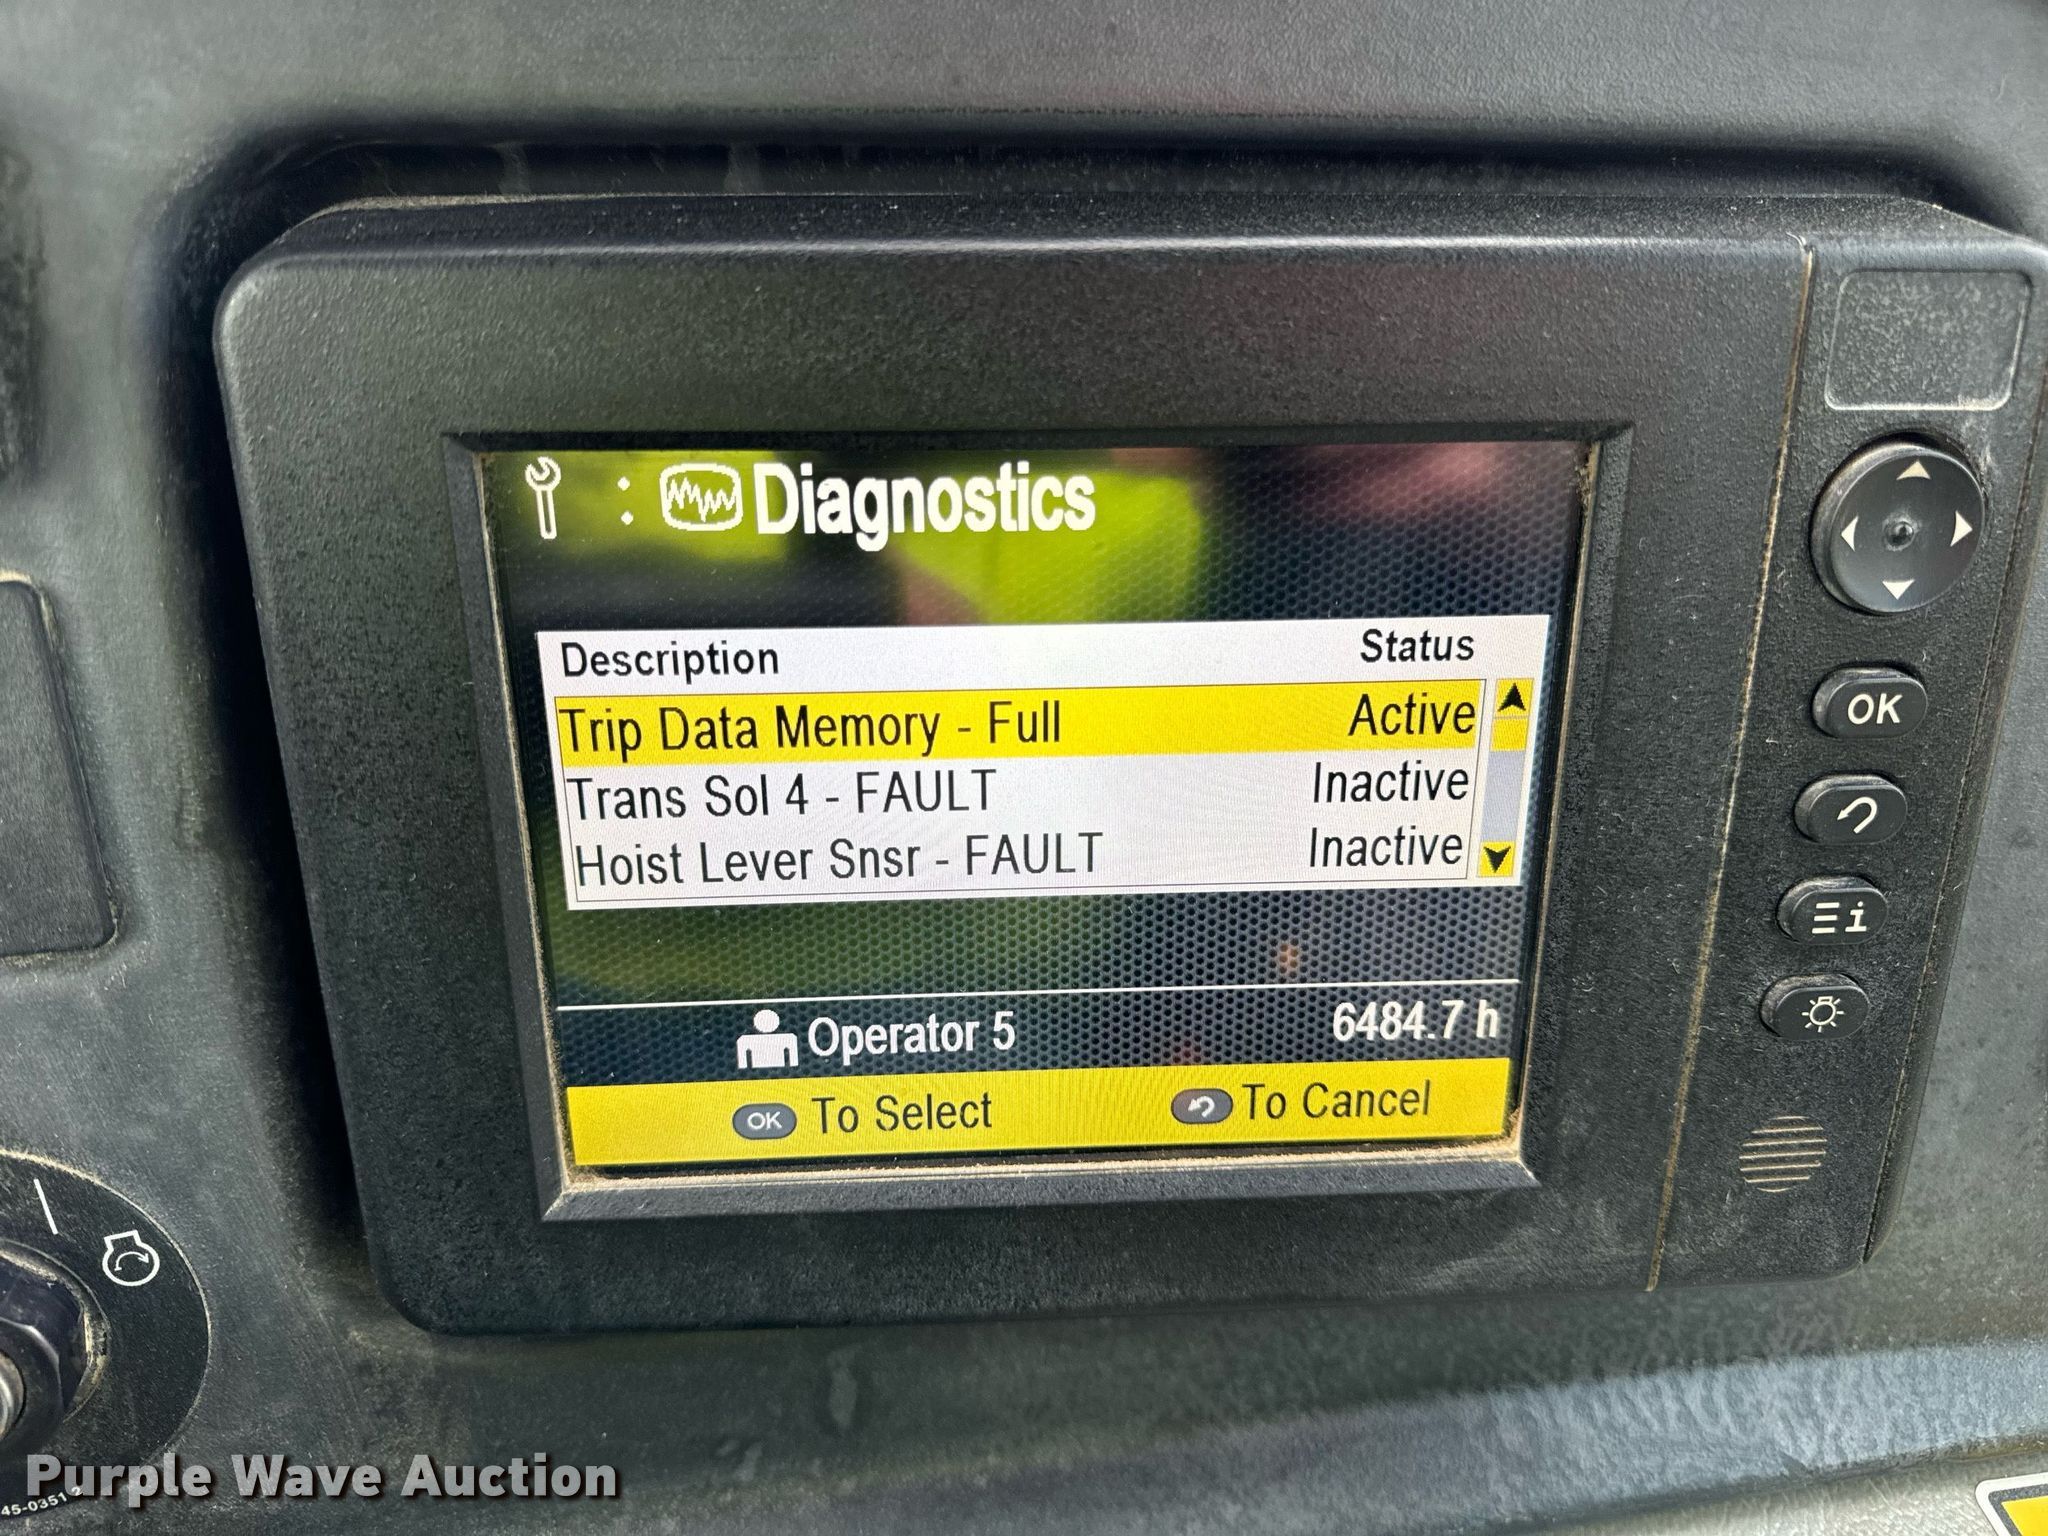 : Diagnostics
Description Status
Trip Data Memory - Full Active
Trans Sol 4 - FAULT Inactive
Hoist Lever Snsr - FAULT Inactive
Operator 5 6484.7 h
OK To Select To Cancel
OK
i
Purple Wave Auction